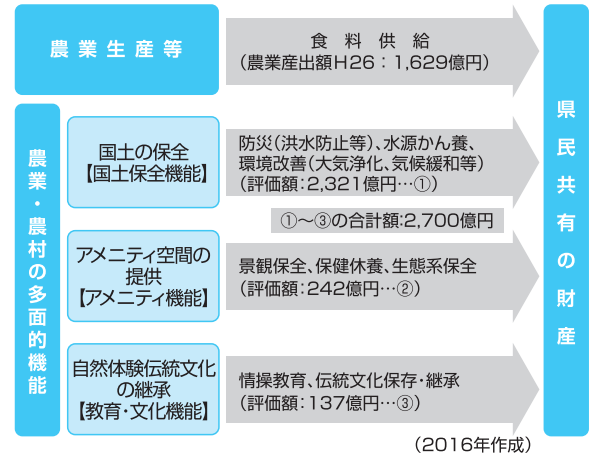 農業生産等
食料供給
(農業産出額H26：1,629億円)
農業・農村の多面的機能
国土の保全
【国土保全機能】
防災(洪水防止等)、水源かん養、
環境改善(大気浄化、気候緩和等)
(評価額：2,321億円…①)
①～③の合計額：2,700億円
アメニティ空間の
提供
【アメニティ機能】
景観保全、保健休養、生態系保全
(評価額：242億円…②)
自然体験伝統文化
の継承
【教育・文化機能】
情操教育、伝統文化保存・継承
(評価額：137億円…③)
県民共有の財産
(2016年作成)